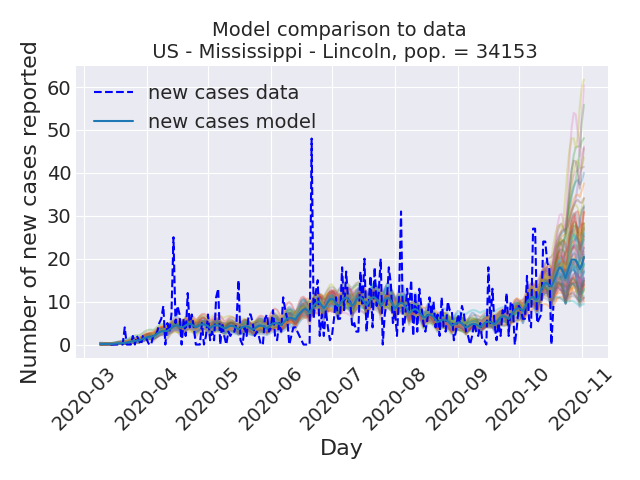 Model comparison to data
US - Mississippi - Lincoln, pop. = 34153
Number of new cases reported
60
50
40
30
20
10
0
new cases data
new cases model
2020-03
2020-04
2020-05
2020-06
2020-07
2020-08
2020-09
2020-10
2020-11
Day